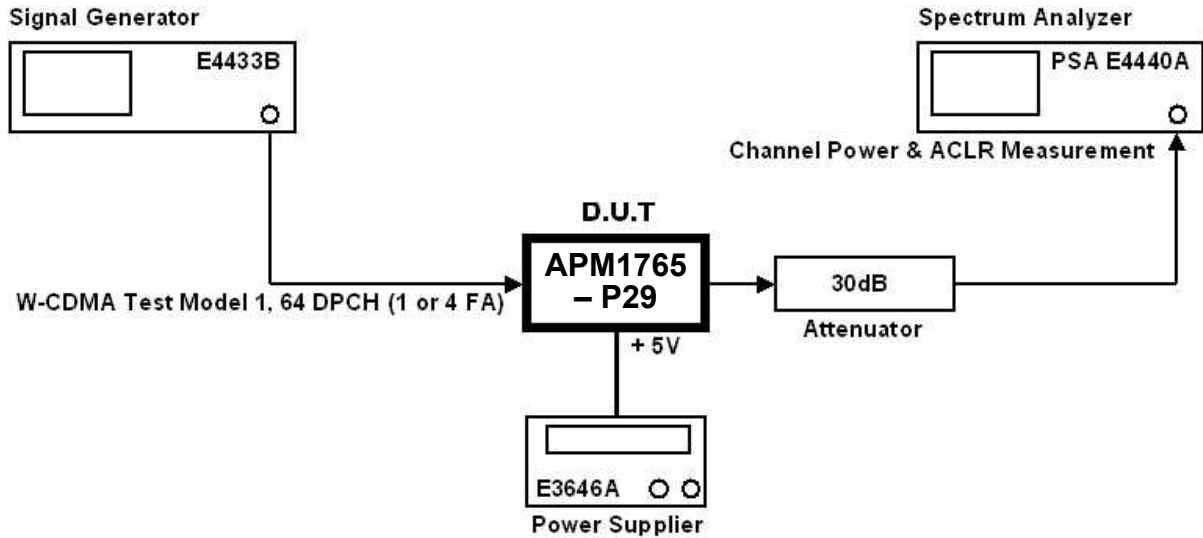 Signal Generator
E4433B
Spectrum Analyzer
PSA E4440A
Channel Power & ACLR Measurement
D.U.T
APM1765
– P29
W-CDMA Test Model 1, 64 DPCH (1 or 4 FA)
30dB
Attenuator
+ 5V
E3646A
Power Supplier